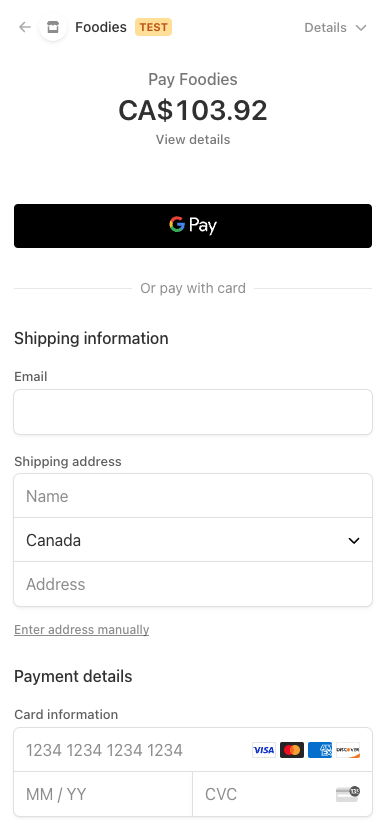 Foodies TEST Details
Pay Foodies
CA$103.92
View details
G Pay
Or pay with card
Shipping information
Email
Shipping address
Name
Canada
Address
Enter address manually
Payment details
Card information
1234 1234 1234 1234 VISA AM EX DISCOVER
MM / YY CVC 135